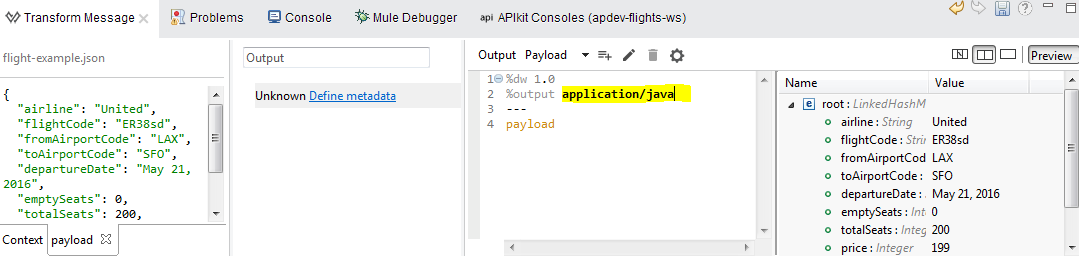 Transform Message
Problems
Console
Mule Debugger
api APIkit Consoles (apdev-flights-ws)
flight-example.json
{
"airline": "United",
"flightCode": "ER38sd",
"fromAirportCode": "LAX",
"toAirportCode": "SFO",
"departureDate": "May 21,
2016",
"emptySeats": 0,
"totalSeats": 200,
Context payload
Output
Unknown Define metadata
Output Payload
1 %dw 1.0
2 %output application/java
3 ---
4 payload
N
Preview
Name Value
e root : LinkedHashM
airline : String United
flightCode : Strin ER38sd
fromAirportCod LAX
toAirportCode : SFO
departureDate : May 21, 2016
emptySeats : Int 0
totalSeats : Integ 200
price : Integer 199